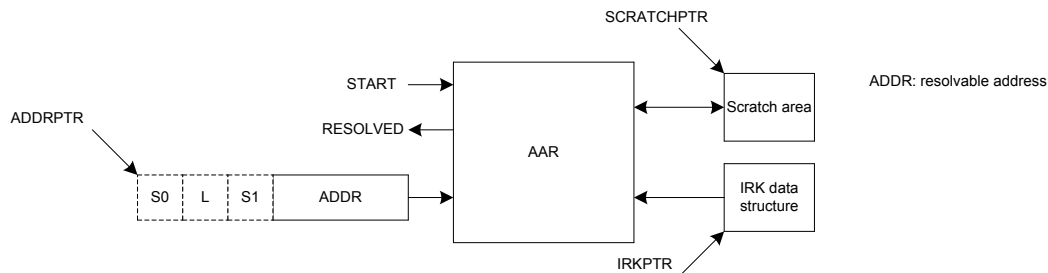 SCRATCHPTR
START
ADDR: resolvable address
ADDRPTR
Scratch area
RESOLVED
AAR
S0
L
S1
ADDR
IRK data
structure
IRKPTR